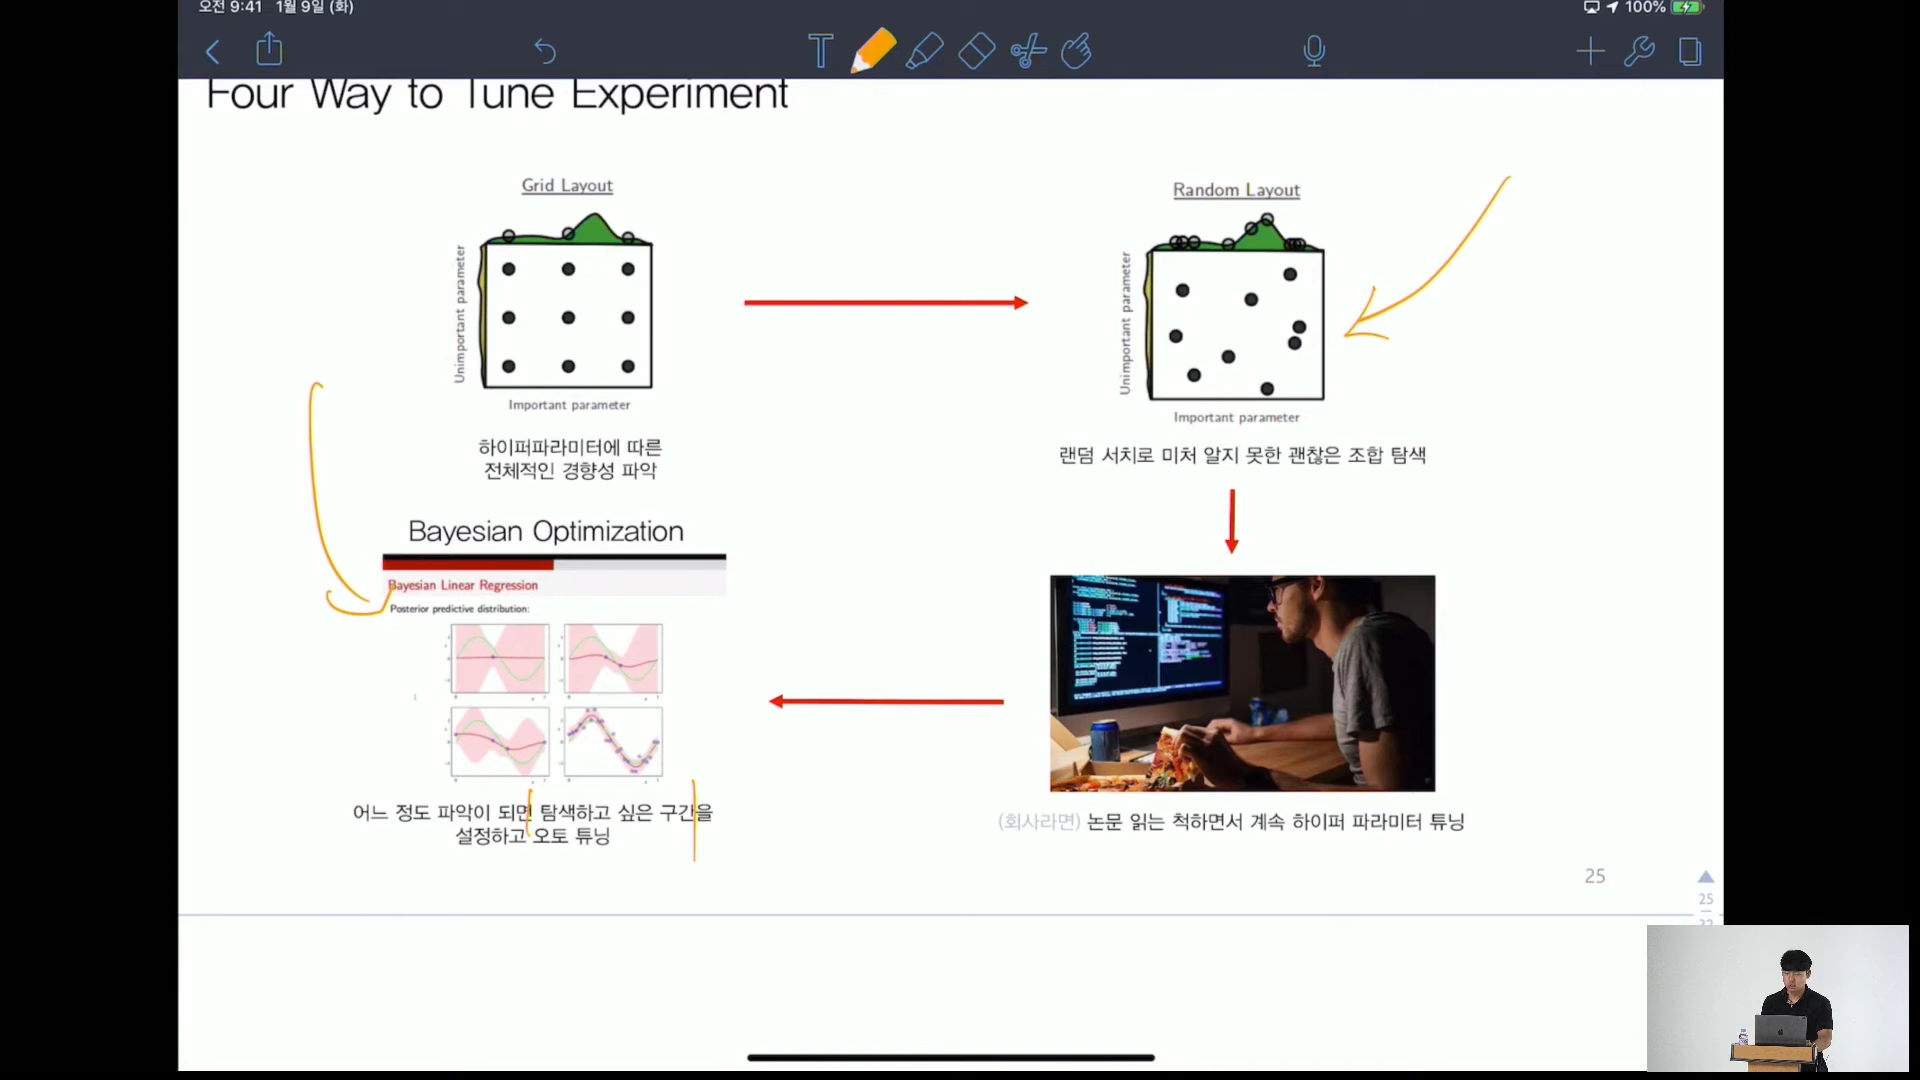 오전 9:41 1월 9일 (화)
100%
Four Way to Tune Experiment
Grid Layout
Unimportant parameter
Important parameter
하이퍼파라미터에 따른
전체적인 경향성 파악
Random Layout
Unimportant parameter
Important parameter
랜덤 서치로 미처 알지 못한 괜찮은 조합 탐색
Bayesian Optimization
Bayesian Linear Regression
Posterior predictive distribution:
어느 정도 파악이 되면 탐색하고 싶은 구간을
설정하고 오토 튜닝
(회사라면) 논문 읽는 척하면서 계속 하이퍼 파라미터 튜닝
25
25